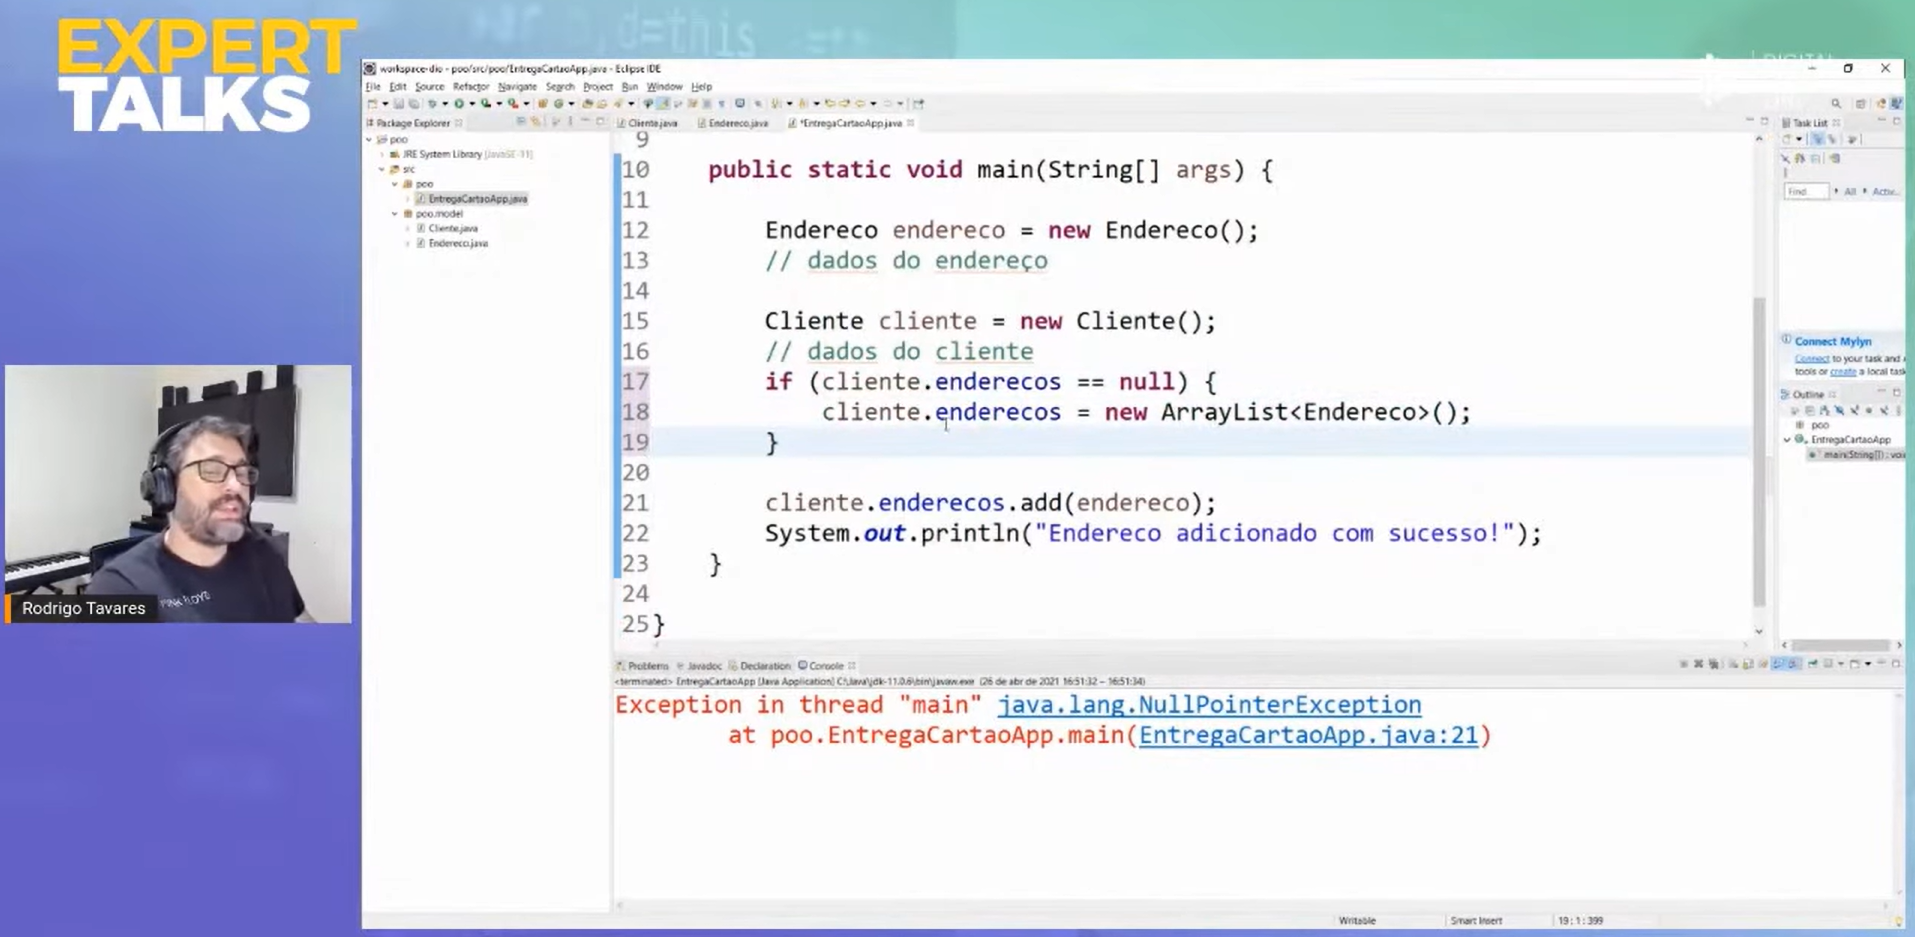 EXPERT
TALKS
workspace-dio - poo/src/poo/EntregaCartaoApp.java - Eclipse IDE
File Edit Source Refactor Navigate Search Project Run Window Help
Package Explorer
poo
JRE System Library [JavaSE-11]
src
poo
EntregaCartaoApp.java
poo.model
Cliente.java
Endereco.java
Cliente.java Endereco.java *EntregaCartaoApp.java
9
10 public static void main(String[] args) {
11
12 Endereco endereco = new Endereco();
13 // dados do endereço
14
15 Cliente cliente = new Cliente();
16 // dados do cliente
17 if (cliente.enderecos == null) {
18 cliente.enderecos = new ArrayList<Endereco>();
19 }
20
21 cliente.enderecos.add(endereco);
22 System.out.println("Endereco adicionado com sucesso!");
23 }
24
25 }
Task List
Find All Activ...
Connect Mylyn
Connect to your task and
tools or create a local task
Outline
poo
EntregaCartaoApp
main(String[]) : voi
Problems Javadoc Declaration Console
<terminated> EntregaCartaoApp [Java Application] C:\Java\jdk-11.0.6\bin\javaw.exe (26 de abr de 2021 16:51:32 – 16:51:34)
Exception in thread "main" java.lang.NullPointerException
at poo.EntregaCartaoApp.main(EntregaCartaoApp.java:21)
Writable Smart Insert 19 : 1 : 399
PINK FLOYD
Rodrigo Tavares